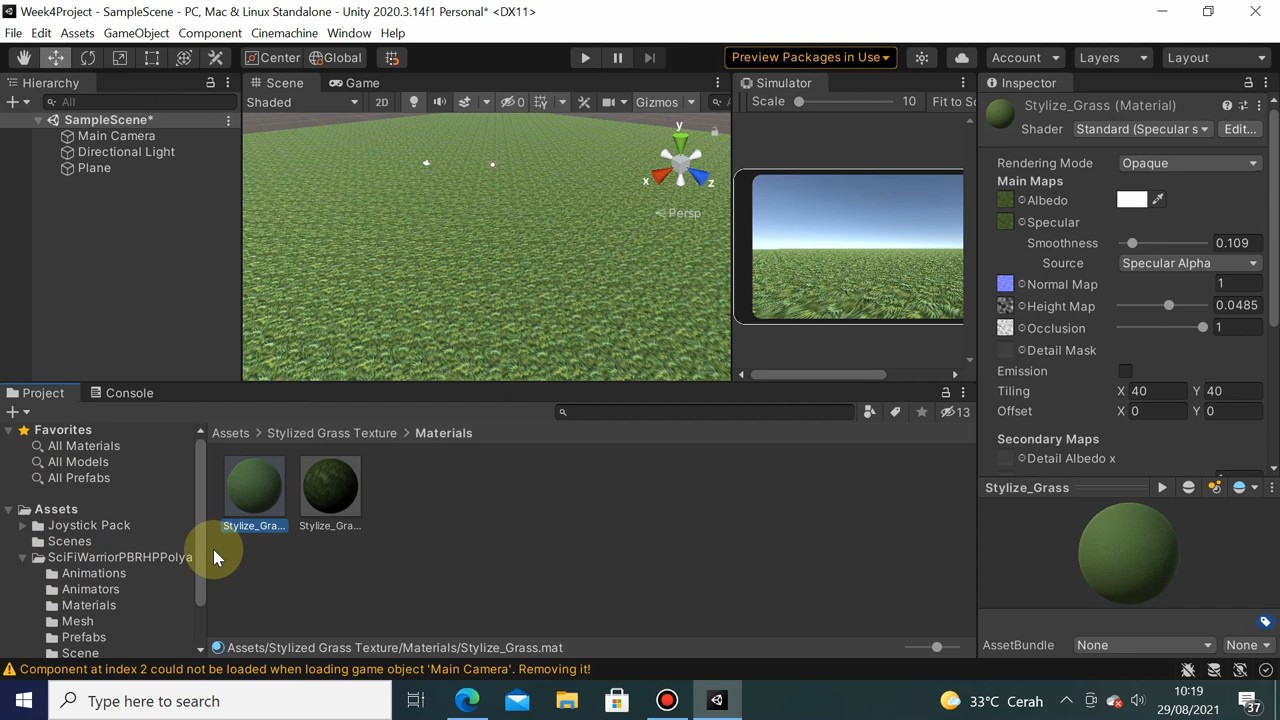 Week4Project - SampleScene - PC, Mac & Linux Standalone - Unity 2020.3.14f1 Personal* <DX11>
File Edit Assets GameObject Component Cinemachine Window Help
Center Global Preview Packages in Use Account Layers Layout
Hierarchy
All
SampleScene*
Main Camera
Directional Light
Plane
Scene Game
Shaded 2D 0 Gizmos
y
x
z
Persp
Simulator
Scale 10 Fit to Sc
Inspector
Stylize_Grass (Material)
Shader Standard (Specular s Edit...
Rendering Mode Opaque
Main Maps
Albedo
Specular
Smoothness 0.109
Source Specular Alpha
Normal Map 1
Height Map 0.0485
Occlusion 1
Detail Mask
Emission
Tiling X 40 Y 40
Offset X 0 Y 0
Secondary Maps
Detail Albedo x
Stylize_Grass
AssetBundle None None
Project Console
13
Favorites
All Materials
All Models
All Prefabs
Assets
Joystick Pack
Scenes
SciFiWarriorPBRHPPolya
Animations
Animators
Materials
Mesh
Prefabs
Scene
Assets > Stylized Grass Texture > Materials
Stylize_Gra... Stylize_Gra...
Assets/Stylized Grass Texture/Materials/Stylize_Grass.mat
Component at index 2 could not be loaded when loading game object 'Main Camera'. Removing it!
Type here to search
33°C Cerah
10:19
29/08/2021
37